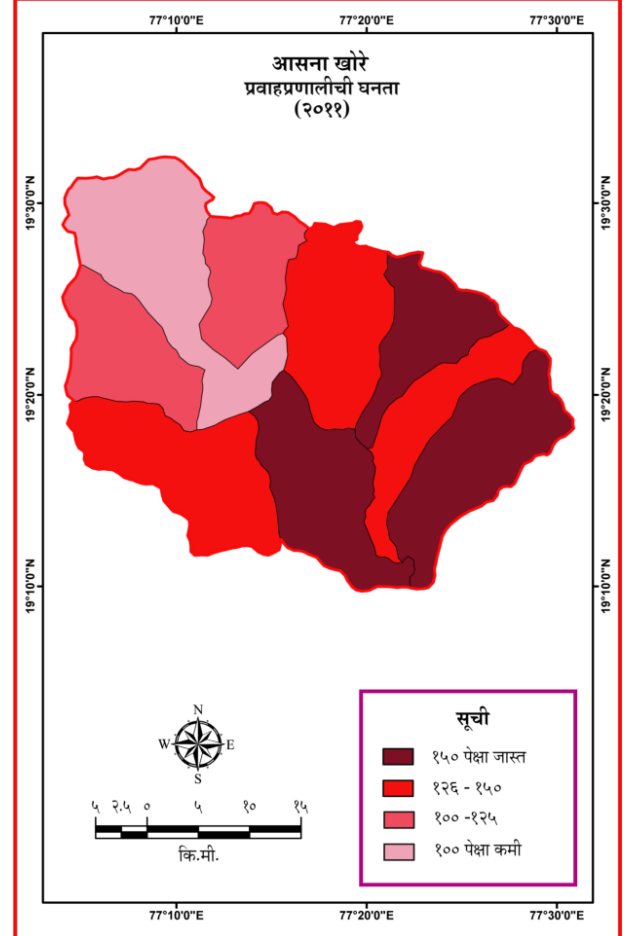 77°10'0"E 77°20'0"E 77°30'0"E
आसना खोरे
प्रवाहप्रणालीची घनता
(२०११)
19°30'0"N 19°30'0"N
19°20'0"N 19°20'0"N
19°10'0"N 19°10'0"N
N
W E
S
५ २.५ ० ५ १० १५
कि.मी.
सूची
१५० पेक्षा जास्त
१२६ - १५०
१०० -१२५
१०० पेक्षा कमी
77°10'0"E 77°20'0"E 77°30'0"E